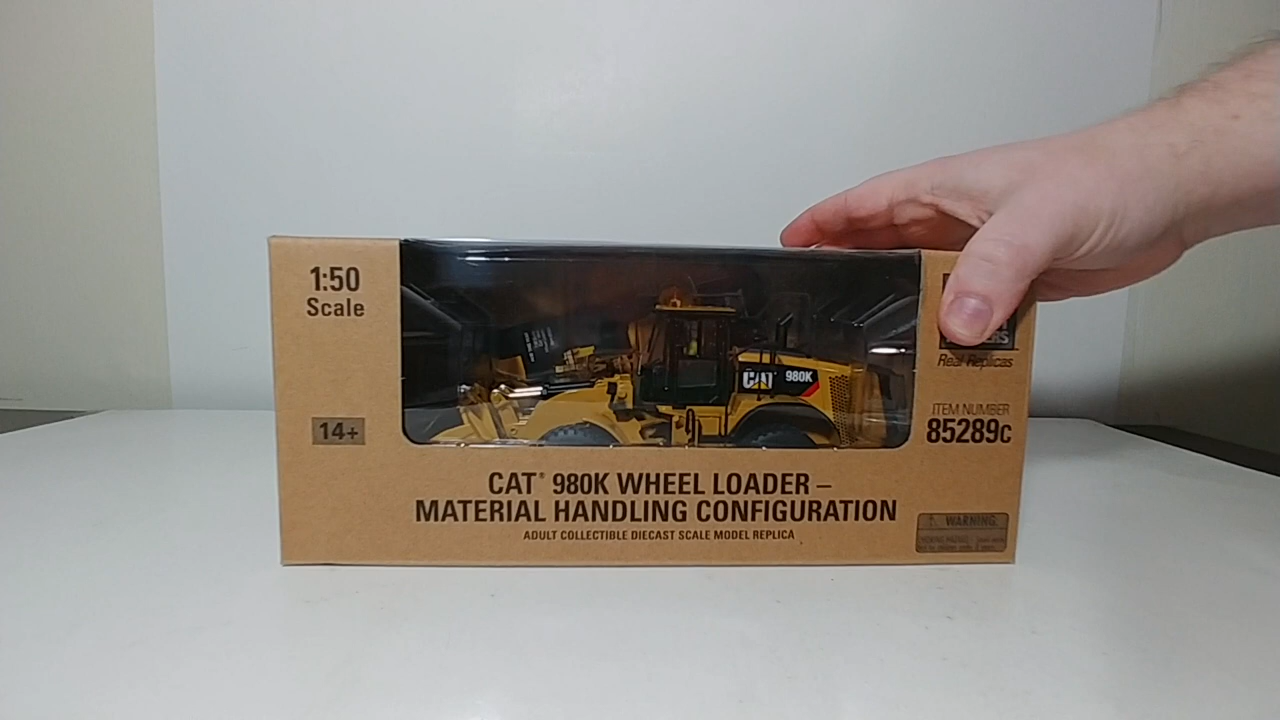 1:50
Scale
14+
CAT 980K
Real Replicas
ITEM NUMBER
85289c
CAT® 980K WHEEL LOADER –
MATERIAL HANDLING CONFIGURATION
ADULT COLLECTIBLE DIECAST SCALE MODEL REPLICA
⚠ WARNING: